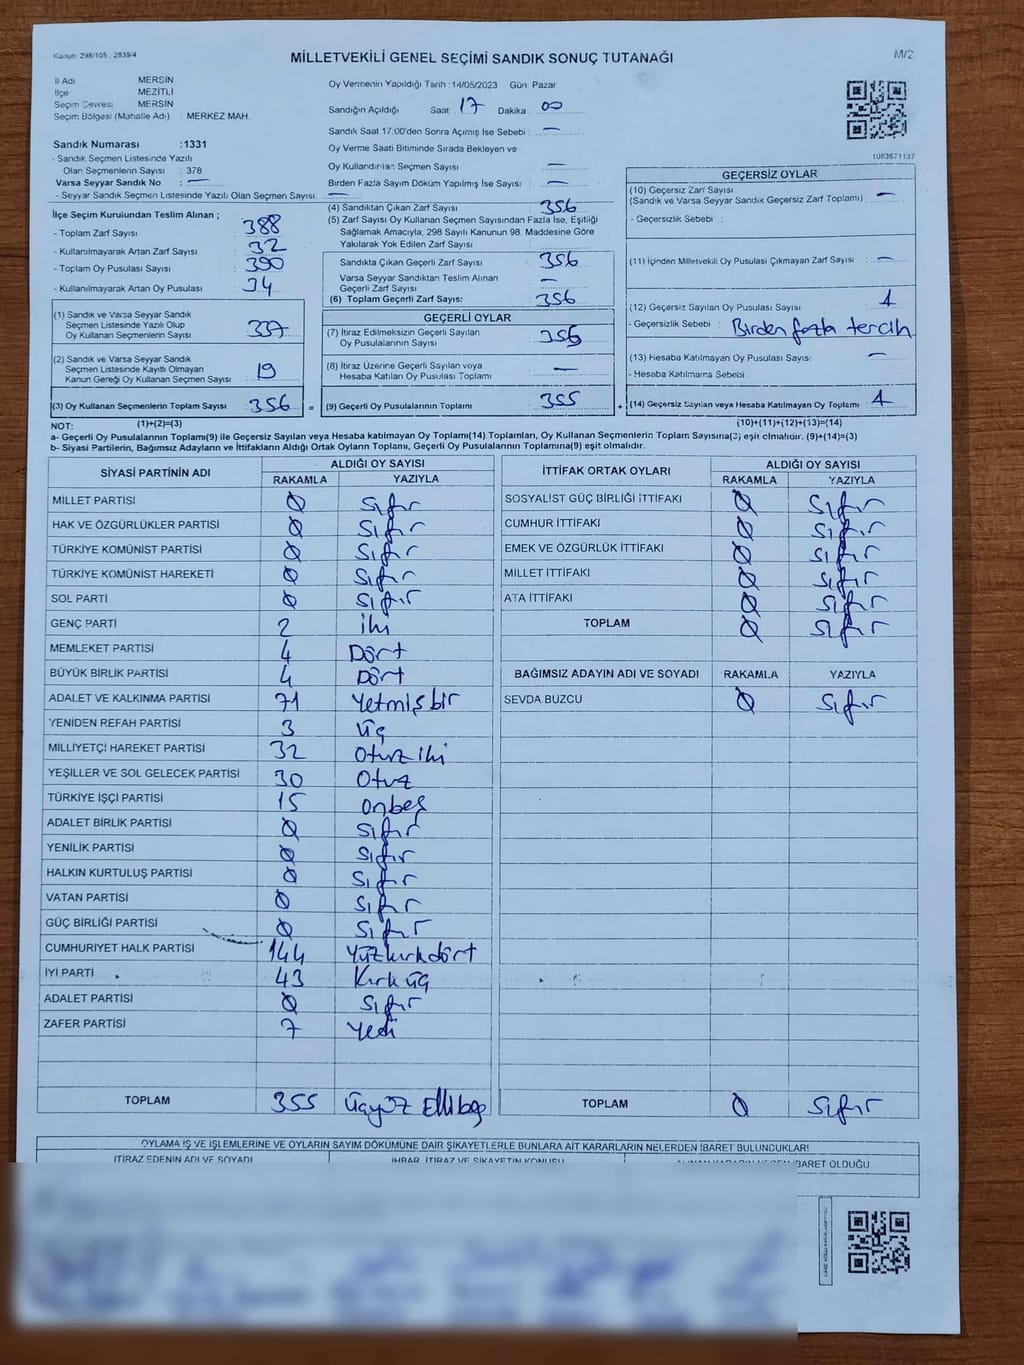 Kanun: 298/105 , 2839/4
MİLLETVEKİLİ GENEL SEÇİMİ SANDIK SONUÇ TUTANAĞI
M/2
İl Adı MERSİN
İlçe MEZİTLİ
Seçim Çevresi MERSİN
Seçim Bölgesi (Mahalle Adı) : MERKEZ MAH.
Sandık Numarası :1331
- Sandık Seçmen Listesinde Yazılı
Olan Seçmenlerin Sayısı : 378
Varsa Seyyar Sandık No : —
- Seyyar Sandık Seçmen Listesinde Yazılı Olan Seçmen Sayısı: —
Oy Vermenin Yapıldığı Tarih : 14/05/2023 Gün: Pazar
Sandığın Açıldığı Saat: 17 Dakika : 00
Sandık Saat 17:00'den Sonra Açılmış İse Sebebi : —
Oy Verme Saati Bitiminde Sırada Bekleyen ve
Oy Kullandırılan Seçmen Sayısı : —
Birden Fazla Sayım Döküm Yapılmış İse Sayısı : —
1083671137
İlçe Seçim Kurulundan Teslim Alınan ;
- Toplam Zarf Sayısı : 388
- Kullanılmayarak Artan Zarf Sayısı : 32
- Toplam Oy Pusulası Sayısı : 390
- Kullanılmayarak Artan Oy Pusulası : 34
(1) Sandık ve Varsa Seyyar Sandık
Seçmen Listesinde Yazılı Olup
Oy Kullanan Seçmenlerin Sayısı : 337
(2) Sandık ve Varsa Seyyar Sandık
Seçmen Listesinde Kayıtlı Olmayan
Kanun Gereği Oy Kullanan Seçmen Sayısı : 19
(3) Oy Kullanan Seçmenlerin Toplam Sayısı : 356 =
(4) Sandıktan Çıkan Zarf Sayısı : 356
(5) Zarf Sayısı Oy Kullanan Seçmen Sayısından Fazla İse, Eşitliği
Sağlamak Amacıyla; 298 Sayılı Kanunun 98. Maddesine Göre
Yakılarak Yok Edilen Zarf Sayısı :
Sandıkta Çıkan Geçerli Zarf Sayısı : 356
Varsa Seyyar Sandıktan Teslim Alınan
Geçerli Zarf Sayısı : —
(6) Toplam Geçerli Zarf Sayısı: : 356
GEÇERLİ OYLAR
(7) İtiraz Edilmeksizin Geçerli Sayılan
Oy Pusulalarının Sayısı : 356
(8) İtiraz Üzerine Geçerli Sayılan veya
Hesaba Katılan Oy Pusulası Toplamı : —
(9) Geçerli Oy Pusulalarının Toplamı : 355 +
GEÇERSİZ OYLAR
(10) Geçersiz Zarf Sayısı : —
(Sandık ve Varsa Seyyar Sandık Geçersiz Zarf Toplamı)
- Geçersizlik Sebebi :
(11) İçinden Milletvekili Oy Pusulası Çıkmayan Zarf Sayısı : —
(12) Geçersiz Sayılan Oy Pusulası Sayısı : 1
- Geçersizlik Sebebi : Birden fazla tercih
(13) Hesaba Katılmayan Oy Pusulası Sayısı : —
- Hesaba Katılmama Sebebi :
(14) Geçersiz Sayılan veya Hesaba Katılmayan Oy Toplamı : 1
NOT: (1)+(2)=(3) (10)+(11)+(12)+(13)=(14)
a- Geçerli Oy Pusulalarının Toplamı(9) ile Geçersiz Sayılan veya Hesaba katılmayan Oy Toplamı(14) Toplamları, Oy Kullanan Seçmenlerin Toplam Sayısına(3) eşit olmalıdır. (9)+(14)=(3)
b- Siyasi Partilerin, Bağımsız Adayların ve İttifakların Aldığı Ortak Oyların Toplamı, Geçerli Oy Pusulalarının Toplamına(9) eşit olmalıdır.
SİYASİ PARTİNİN ADI ALDIĞI OY SAYISI
RAKAMLA YAZIYLA
MİLLET PARTİSI 0 Sıfır
HAK VE ÖZGÜRLÜKLER PARTİSİ 0 Sıfır
TÜRKİYE KOMÜNİST PARTİSİ 0 Sıfır
TÜRKİYE KOMÜNİST HAREKETİ 0 Sıfır
SOL PARTİ 0 Sıfır
GENÇ PARTİ 2 iki
MEMLEKET PARTİSİ 4 Dört
BÜYÜK BİRLİK PARTİSİ 4 Dört
ADALET VE KALKINMA PARTİSİ 71 Yetmişbir
YENİDEN REFAH PARTİSİ 3 Üç
MİLLİYETÇİ HAREKET PARTİSİ 32 Otuziki
YEŞİLLER VE SOL GELECEK PARTİSİ 30 Otuz
TÜRKİYE İŞÇİ PARTİSİ 15 onbeş
ADALET BİRLİK PARTİSİ 0 Sıfır
YENİLİK PARTİSİ 0 Sıfır
HALKIN KURTULUŞ PARTİSİ 0 Sıfır
VATAN PARTİSİ 0 Sıfır
GÜÇ BİRLİĞİ PARTİSİ 0 Sıfır
CUMHURİYET HALK PARTİSİ 144 Yüzkırkdört
İYİ PARTİ 43 Kırküç
ADALET PARTİSİ 0 Sıfır
ZAFER PARTİSİ 7 Yedi
TOPLAM 355 Üçyüz Ellibeş
İTTİFAK ORTAK OYLARI ALDIĞI OY SAYISI
RAKAMLA YAZIYLA
SOSYALİST GÜÇ BİRLİĞİ İTTİFAKI 0 Sıfır
CUMHUR İTTİFAKI 0 Sıfır
EMEK VE ÖZGÜRLÜK İTTİFAKI 0 Sıfır
MİLLET İTTİFAKI 0 Sıfır
ATA İTTİFAKI 0 Sıfır
TOPLAM 0 Sıfır
BAĞIMSIZ ADAYIN ADI VE SOYADI RAKAMLA YAZIYLA
SEVDA BUZCU 0 Sıfır
TOPLAM 0 Sıfır
OYLAMA İŞ VE İŞLEMLERİNE VE OYLARIN SAYIM DÖKÜMÜNE DAİR ŞİKAYETLERLE BUNLARA AİT KARARLARIN NELERDEN İBARET BULUNDUKLARI
İTİRAZ EDENİN ADI VE SOYADI İHBAR, İTİRAZ VE ŞİKAYETİN KONUSU ALINAN KARARIN NEDEN İBARET OLDUĞU